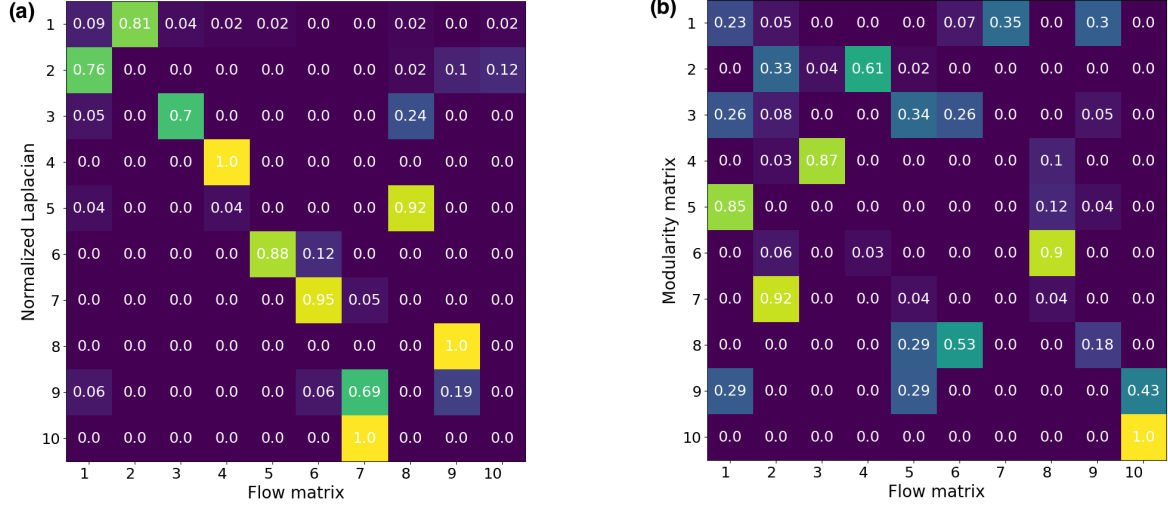 (a)
Normalized Laplacian
1 0.09 0.81 0.04 0.02 0.02 0.0 0.0 0.02 0.0 0.02
2 0.76 0.0 0.0 0.0 0.0 0.0 0.0 0.02 0.1 0.12
3 0.05 0.0 0.7 0.0 0.0 0.0 0.0 0.24 0.0 0.0
4 0.0 0.0 0.0 1.0 0.0 0.0 0.0 0.0 0.0 0.0
5 0.04 0.0 0.0 0.04 0.0 0.0 0.0 0.92 0.0 0.0
6 0.0 0.0 0.0 0.0 0.88 0.12 0.0 0.0 0.0 0.0
7 0.0 0.0 0.0 0.0 0.0 0.95 0.05 0.0 0.0 0.0
8 0.0 0.0 0.0 0.0 0.0 0.0 0.0 0.0 1.0 0.0
9 0.06 0.0 0.0 0.0 0.0 0.06 0.69 0.0 0.19 0.0
10 0.0 0.0 0.0 0.0 0.0 0.0 1.0 0.0 0.0 0.0
1 2 3 4 5 6 7 8 9 10
Flow matrix
(b)
Modularity matrix
1 0.23 0.05 0.0 0.0 0.0 0.07 0.35 0.0 0.3 0.0
2 0.0 0.33 0.04 0.61 0.02 0.0 0.0 0.0 0.0 0.0
3 0.26 0.08 0.0 0.0 0.34 0.26 0.0 0.0 0.05 0.0
4 0.0 0.03 0.87 0.0 0.0 0.0 0.0 0.1 0.0 0.0
5 0.85 0.0 0.0 0.0 0.0 0.0 0.0 0.12 0.04 0.0
6 0.0 0.06 0.0 0.03 0.0 0.0 0.0 0.9 0.0 0.0
7 0.0 0.92 0.0 0.0 0.04 0.0 0.0 0.04 0.0 0.0
8 0.0 0.0 0.0 0.0 0.29 0.53 0.0 0.0 0.18 0.0
9 0.29 0.0 0.0 0.0 0.29 0.0 0.0 0.0 0.0 0.43
10 0.0 0.0 0.0 0.0 0.0 0.0 0.0 0.0 0.0 1.0
1 2 3 4 5 6 7 8 9 10
Flow matrix